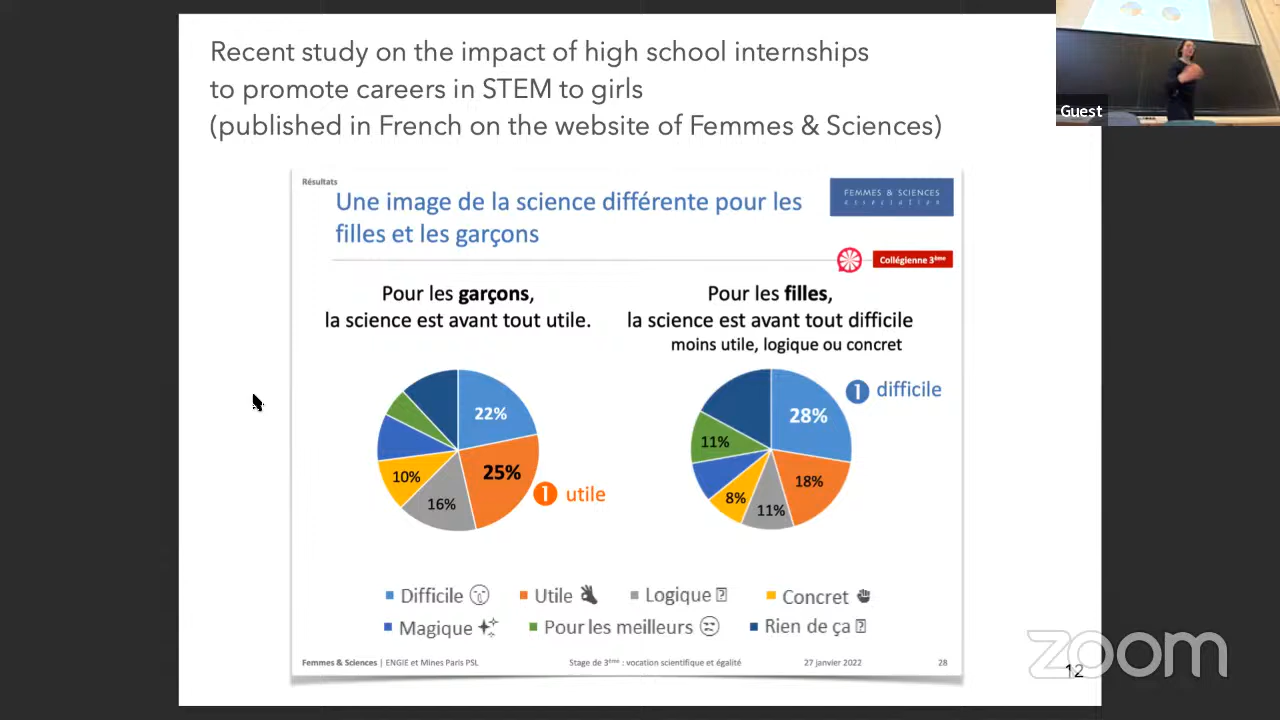 Recent study on the impact of high school internships
to promote careers in STEM to girls
(published in French on the website of Femmes & Sciences)
Guest
Résultats
Une image de la science différente pour les
filles et les garçons
FEMMES & SCIENCES
association
Collégienne 3ème
Pour les garçons,
la science est avant tout utile.
Pour les filles,
la science est avant tout difficile
moins utile, logique ou concret
22%
25%
16%
10%
1 utile
28%
18%
11%
8%
11%
1 difficile
Difficile
Utile
Logique
Concret
Magique
Pour les meilleurs
Rien de ça
Femmes & Sciences | ENGIE et Mines Paris PSL
Stage de 3ème : vocation scientifique et égalité
27 janvier 2022
28
zoom
12